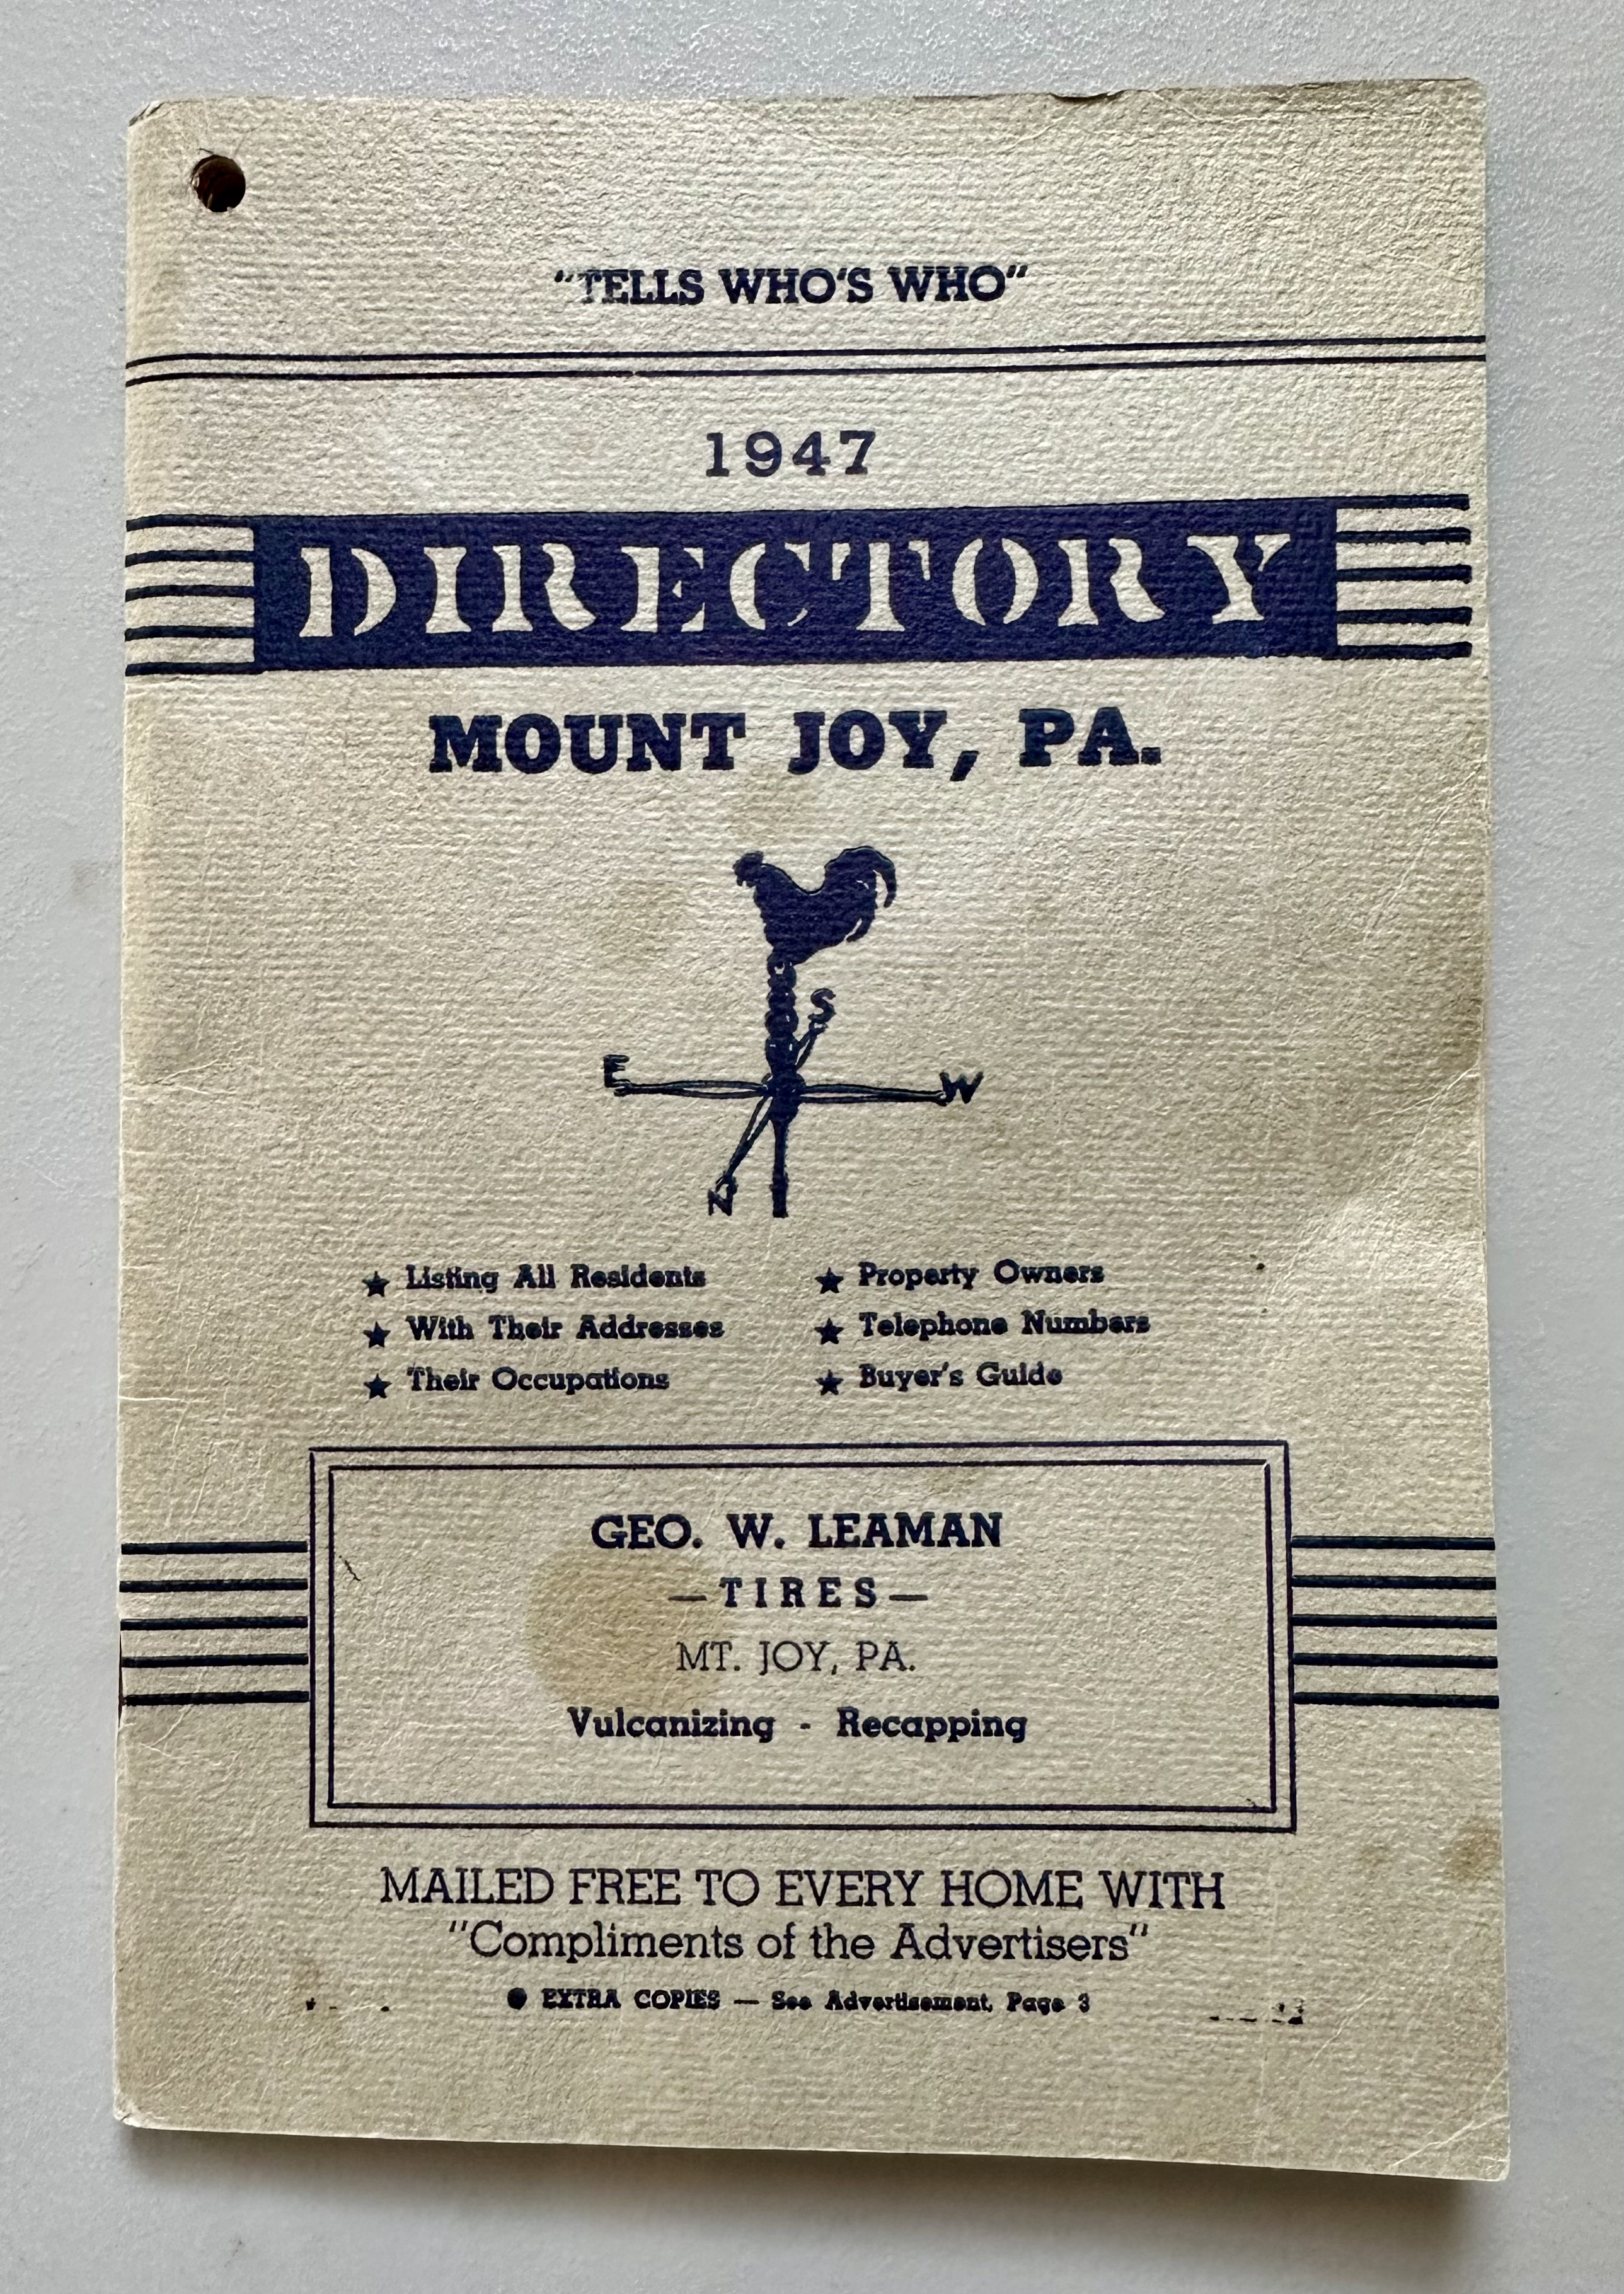 "TELLS WHO'S WHO"
1947
DIRECTORY
MOUNT JOY, PA.
S
E W
N
★ Listing All Residents ★ Property Owners
★ With Their Addresses ★ Telephone Numbers
★ Their Occupations ★ Buyer's Guide
GEO. W. LEAMAN
—TIRES—
MT. JOY, PA.
Vulcanizing - Recapping
MAILED FREE TO EVERY HOME WITH
"Compliments of the Advertisers"
● EXTRA COPIES — See Advertisement, Page 3